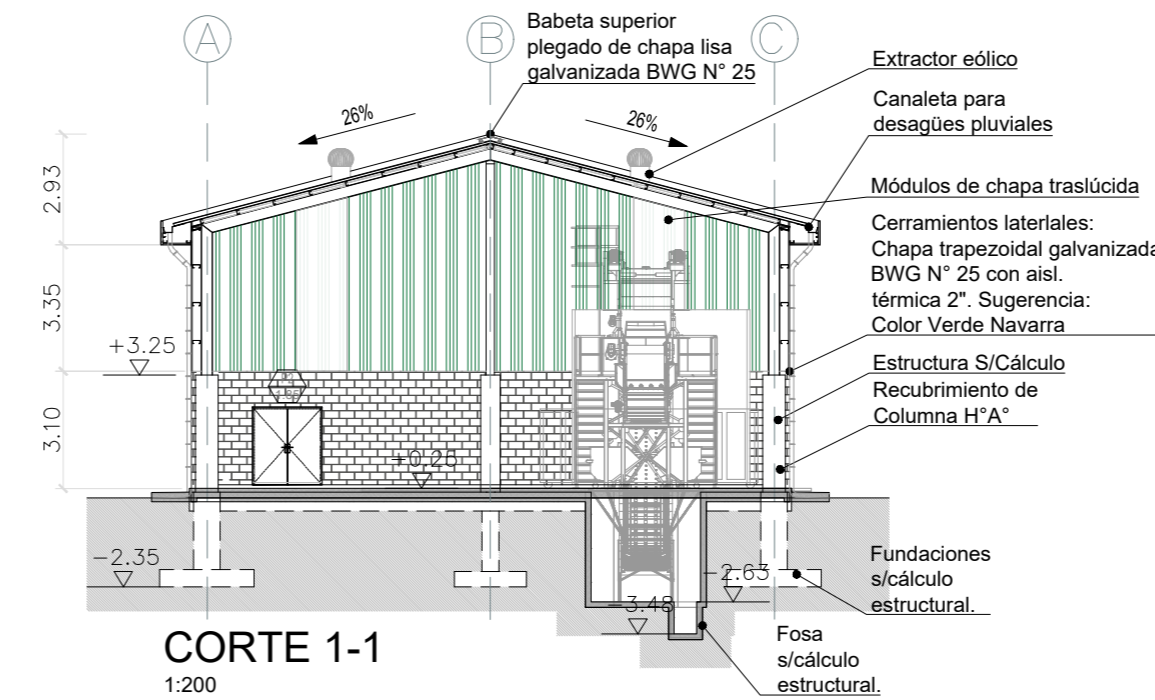 A
B
C
Babeta superior
plegado de chapa lisa
galvanizada BWG N° 25
Extractor eólico
Canaleta para
desagües pluviales
26%
26%
Módulos de chapa traslúcida
Cerramientos lateriales:
Chapa trapezoidal galvanizada
BWG N° 25 con aisl.
térmica 2". Sugerencia:
Color Verde Navarra
2.93
3.35
3.10
+3.25
Estructura S/Cálculo
Recubrimiento de
Columna H°A°
+0.25
-2.35
-2.63
-3.48
Fundaciones
s/cálculo
estructural.
Fosa
s/cálculo
estructural.
CORTE 1-1
1:200